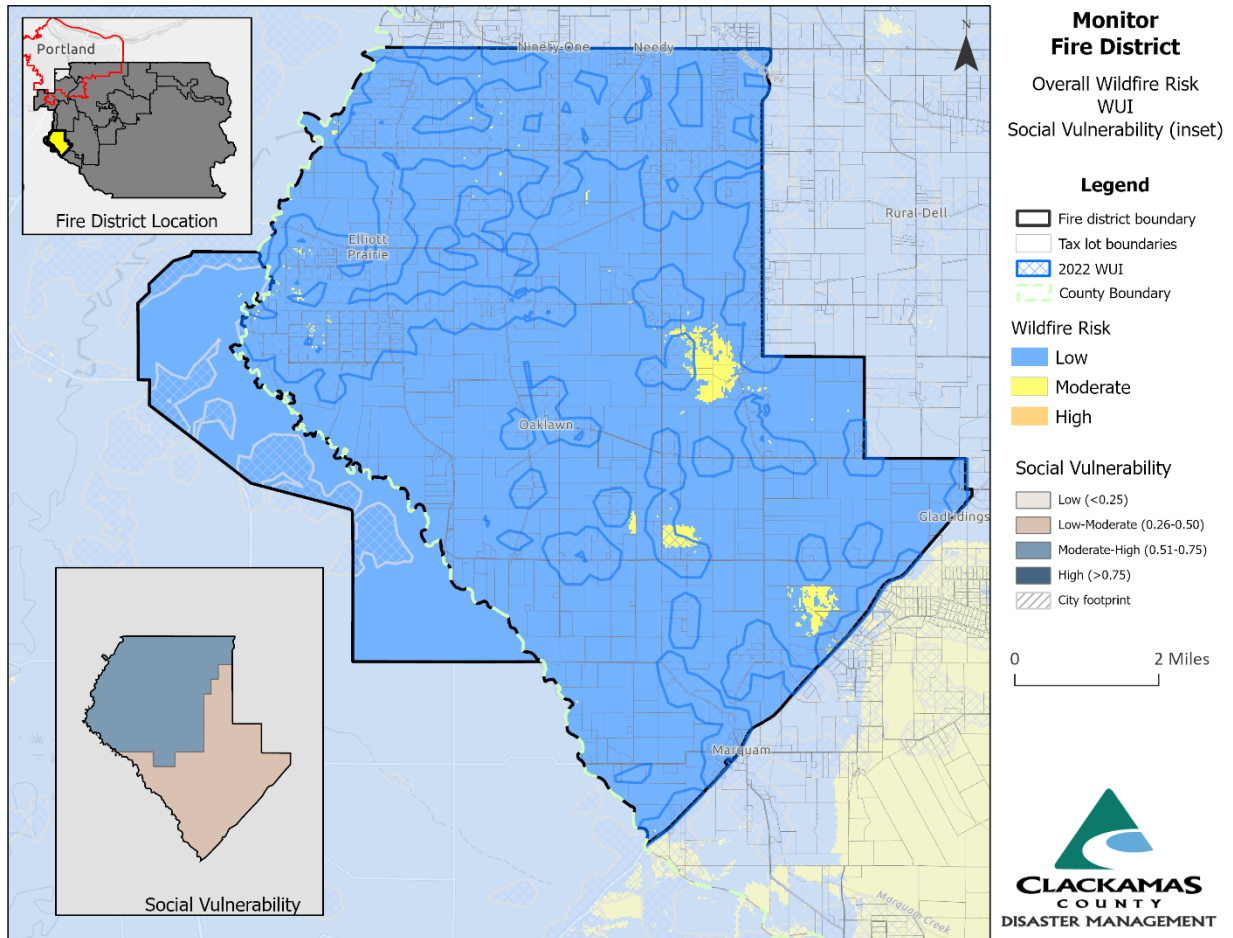 Portland
Fire District Location
Ninety-One
Needy
N
Rural Dell
Elliott
Prairie
Oaklawn
Gladtidings
Marquam
Marquam Creek
Social Vulnerability
Monitor
Fire District
Overall Wildfire Risk
WUI
Social Vulnerability (inset)
Legend
Fire district boundary
Tax lot boundaries
2022 WUI
County Boundary
Wildfire Risk
Low
Moderate
High
Social Vulnerability
Low (<0.25)
Low-Moderate (0.26-0.50)
Moderate-High (0.51-0.75)
High (>0.75)
City footprint
0 2 Miles
CLACKAMAS
COUNTY
DISASTER MANAGEMENT